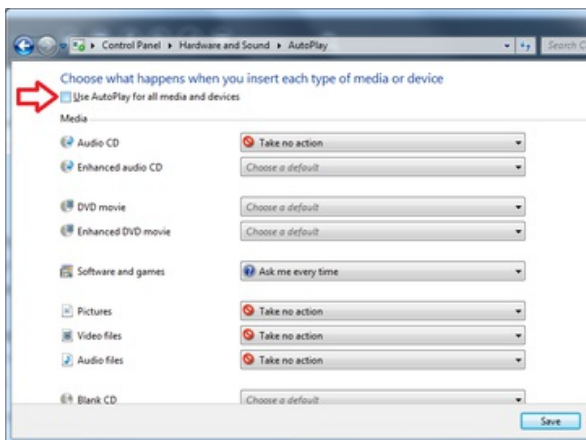 Control Panel ▸ Hardware and Sound ▸ AutoPlay
Search C
Choose what happens when you insert each type of media or device
Use AutoPlay for all media and devices
Media
Audio CD Take no action
Enhanced audio CD Choose a default
DVD movie Choose a default
Enhanced DVD movie Choose a default
Software and games Ask me every time
Pictures Take no action
Video files Take no action
Audio files Take no action
Blank CD Choose a default
Save